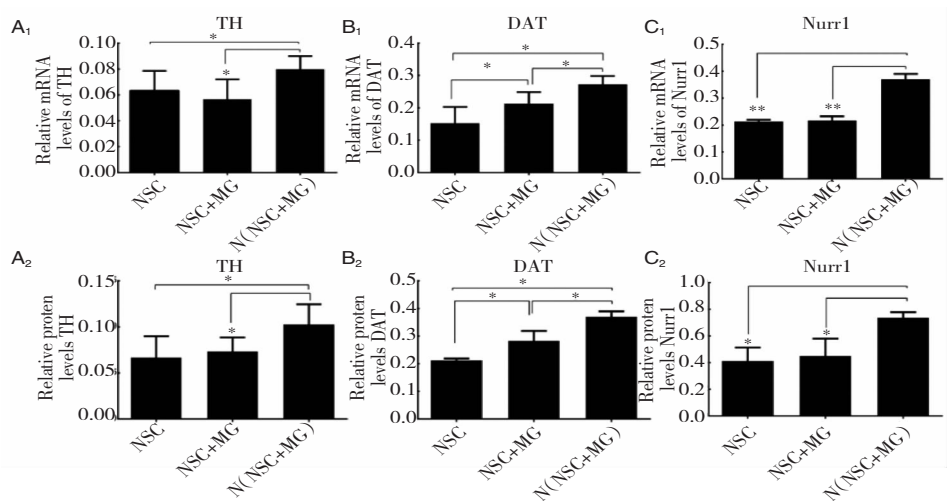 A1
TH
Relative mRNA
levels of TH
0.10
0.08
0.06
0.04
0.02
0.00
*
*
NSC
NSC+MG
N(NSC+MG)
B1
DAT
Relative mRNA
levels of DAT
0.4
0.3
0.2
0.1
0.0
*
*
*
NSC
NSC+MG
N(NSC+MG)
C1
Nurr1
Relative mRNA
levels of Nurr1
0.5
0.4
0.3
0.2
0.1
0.0
**
**
NSC
NSC+MG
N(NSC+MG)
A2
TH
Relative proten
levels TH
0.15
0.10
0.05
0.00
*
*
NSC
NSC+MG
N(NSC+MG)
B2
DAT
Relative proten
levels DAT
0.4
0.3
0.2
0.1
0.0
*
*
*
NSC
NSC+MG
N(NSC+MG)
C2
Nurr1
Relative proten
levels Nurr1
1.0
0.8
0.6
0.4
0.2
0.0
*
*
NSC
NSC+MG
N(NSC+MG)